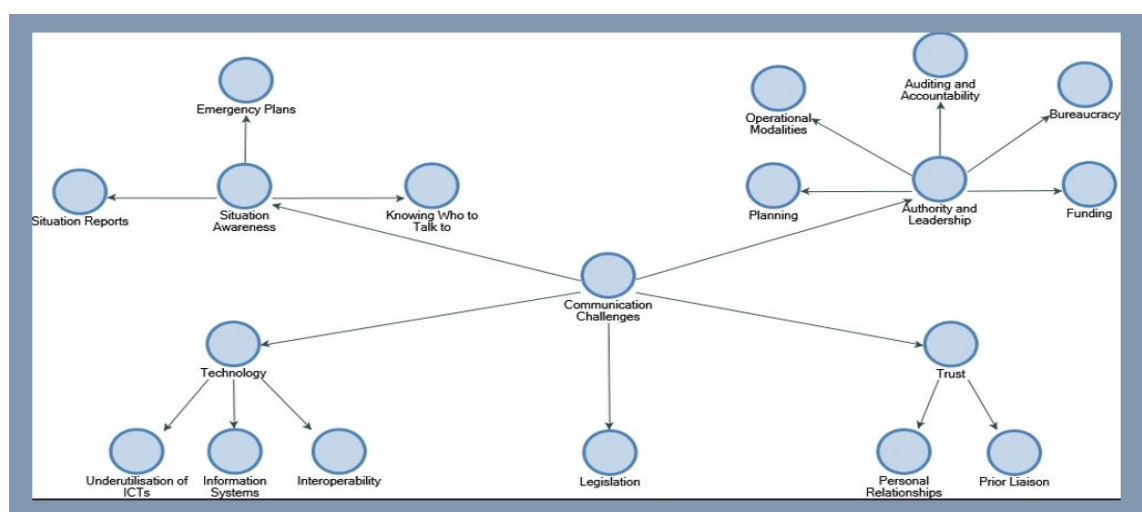 Emergency Plans
Situation Reports
Situation
Awareness
Knowing Who to
Talk to
Auditing and
Accountability
Operational
Modalities
Bureaucracy
Planning
Authority and
Leadership
Funding
Communication
Challenges
Technology
Trust
Underutilisation of
ICTs
Information
Systems
Interoperability
Legislation
Personal
Relationships
Prior Liaison